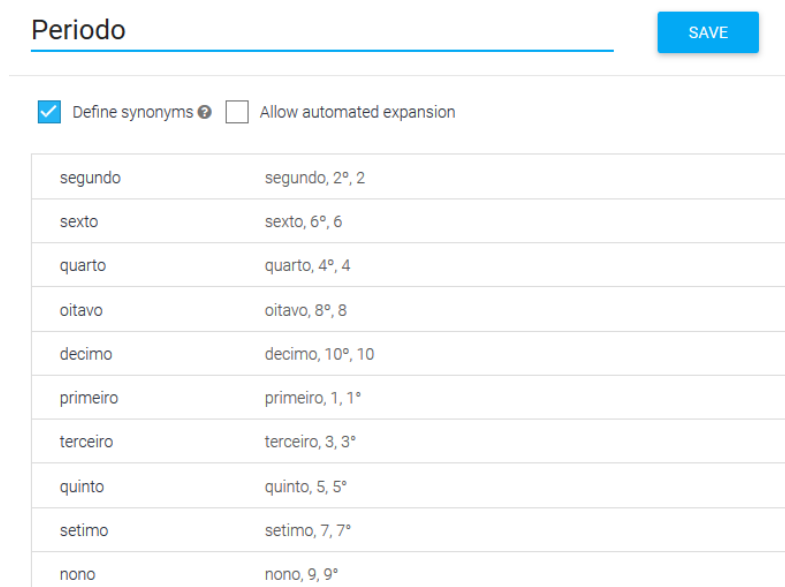 Periodo SAVE
Define synonyms Allow automated expansion
segundo segundo, 2º, 2
sexto sexto, 6º, 6
quarto quarto, 4º, 4
oitavo oitavo, 8º, 8
decimo decimo, 10º, 10
primeiro primeiro, 1, 1°
terceiro terceiro, 3, 3°
quinto quinto, 5, 5°
setimo setimo, 7, 7°
nono nono, 9, 9°